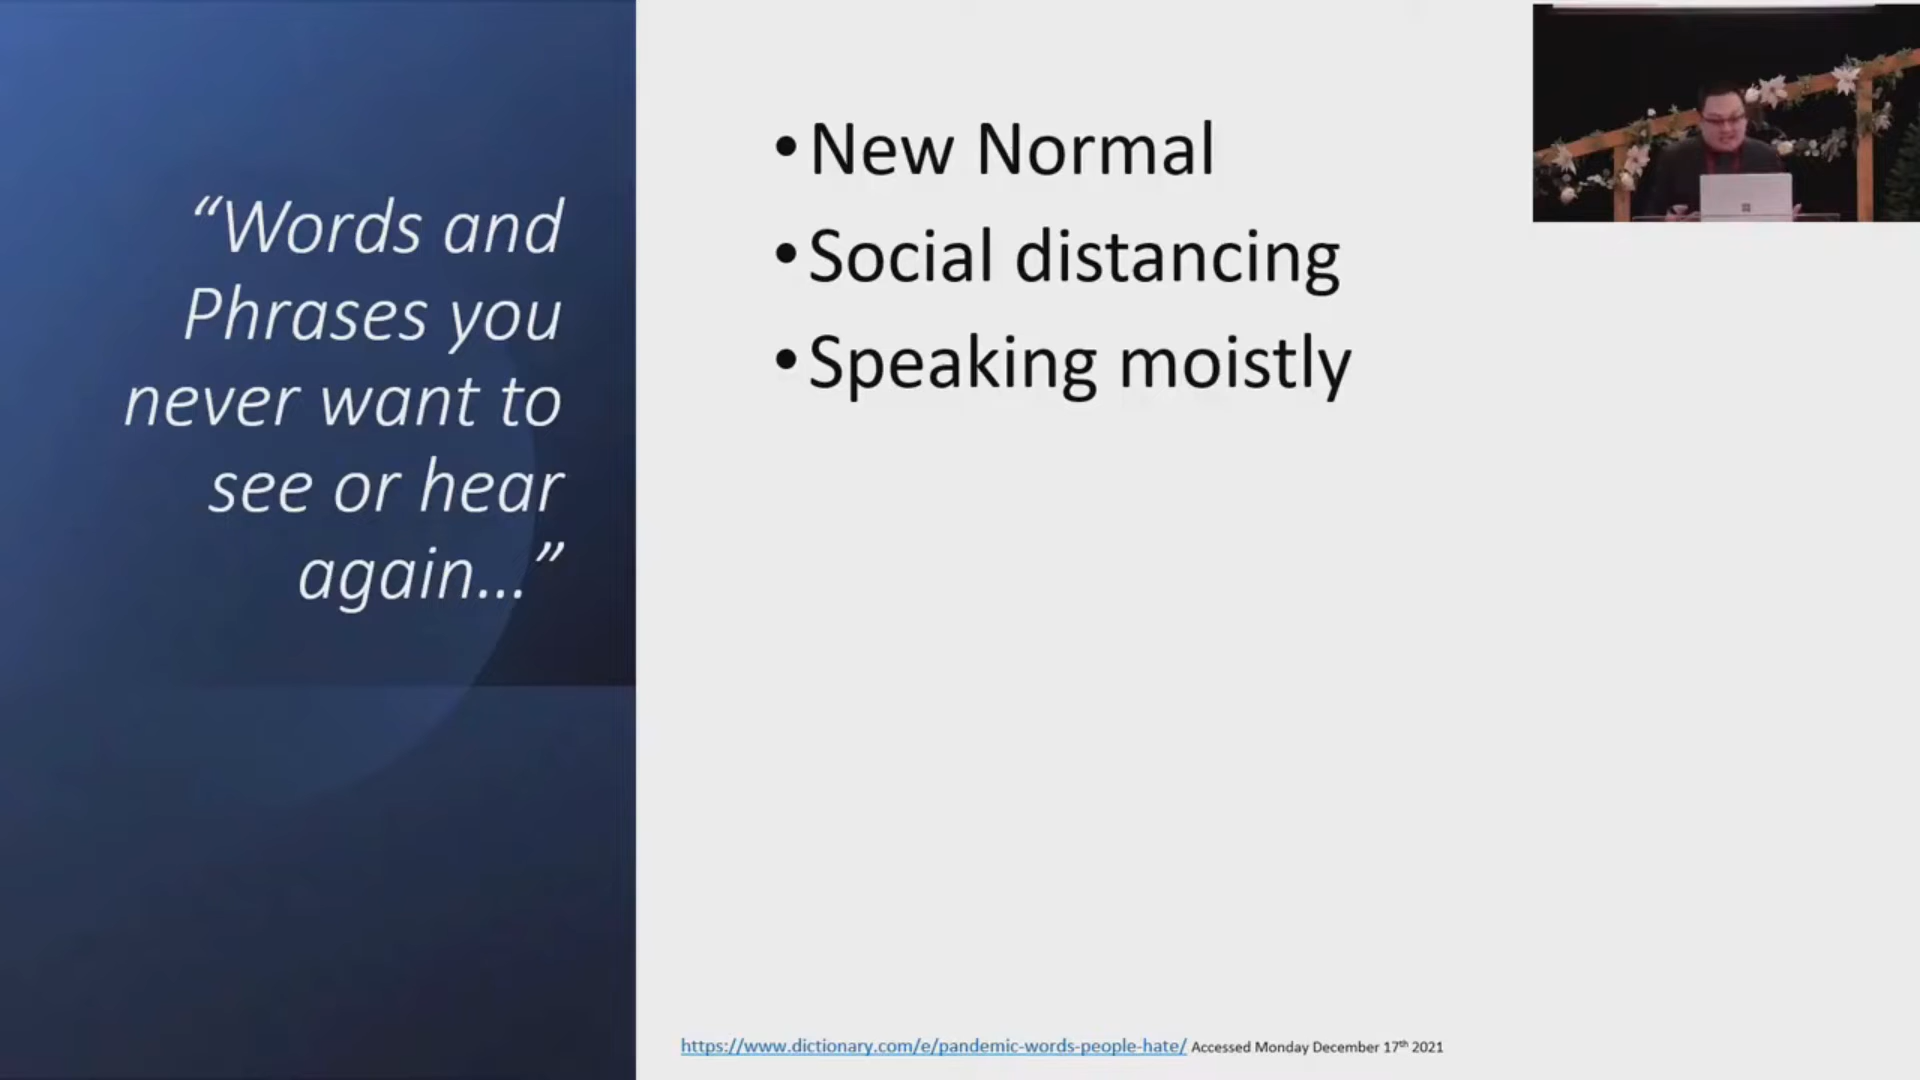 “Words and
Phrases you
never want to
see or hear
again…”
•New Normal
•Social distancing
•Speaking moistly
https://www.dictionary.com/e/pandemic-words-people-hate/ Accessed Monday December 17th 2021